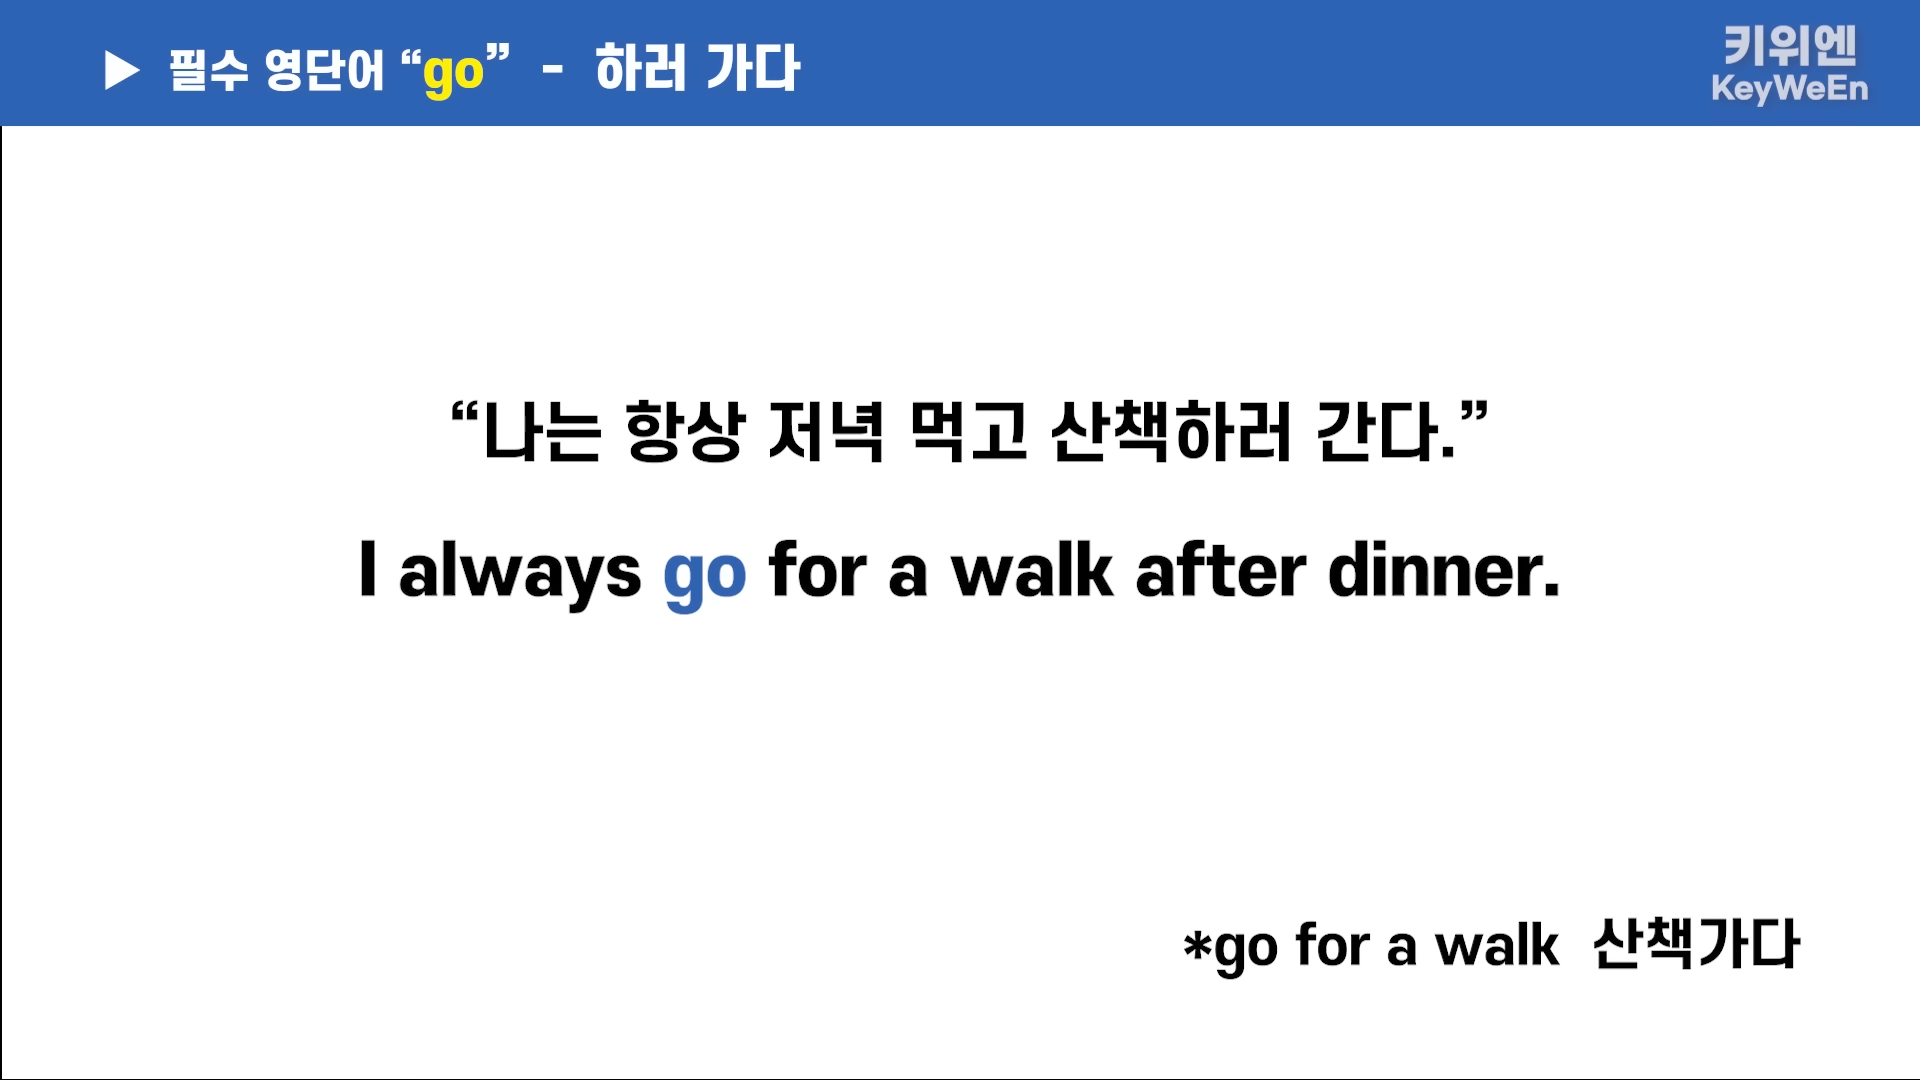 ▶ 필수 영단어 “go” - 하러 가다
키위엔
KeyWeEn
“나는 항상 저녁 먹고 산책하러 간다.”
I always go for a walk after dinner.
*go for a walk 산책가다